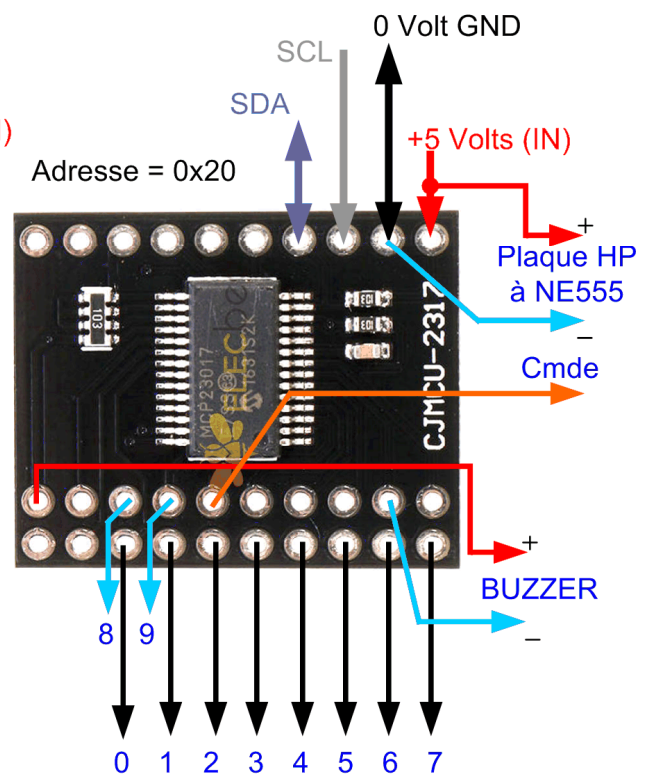 0 Volt GND
SCL
SDA
)
+5 Volts (IN)
Adresse = 0x20
+
Plaque HP
à NE555
–
Cmde
103
MCP23017
CJMCU-2317
+
BUZZER
–
8 9
0 1 2 3 4 5 6 7